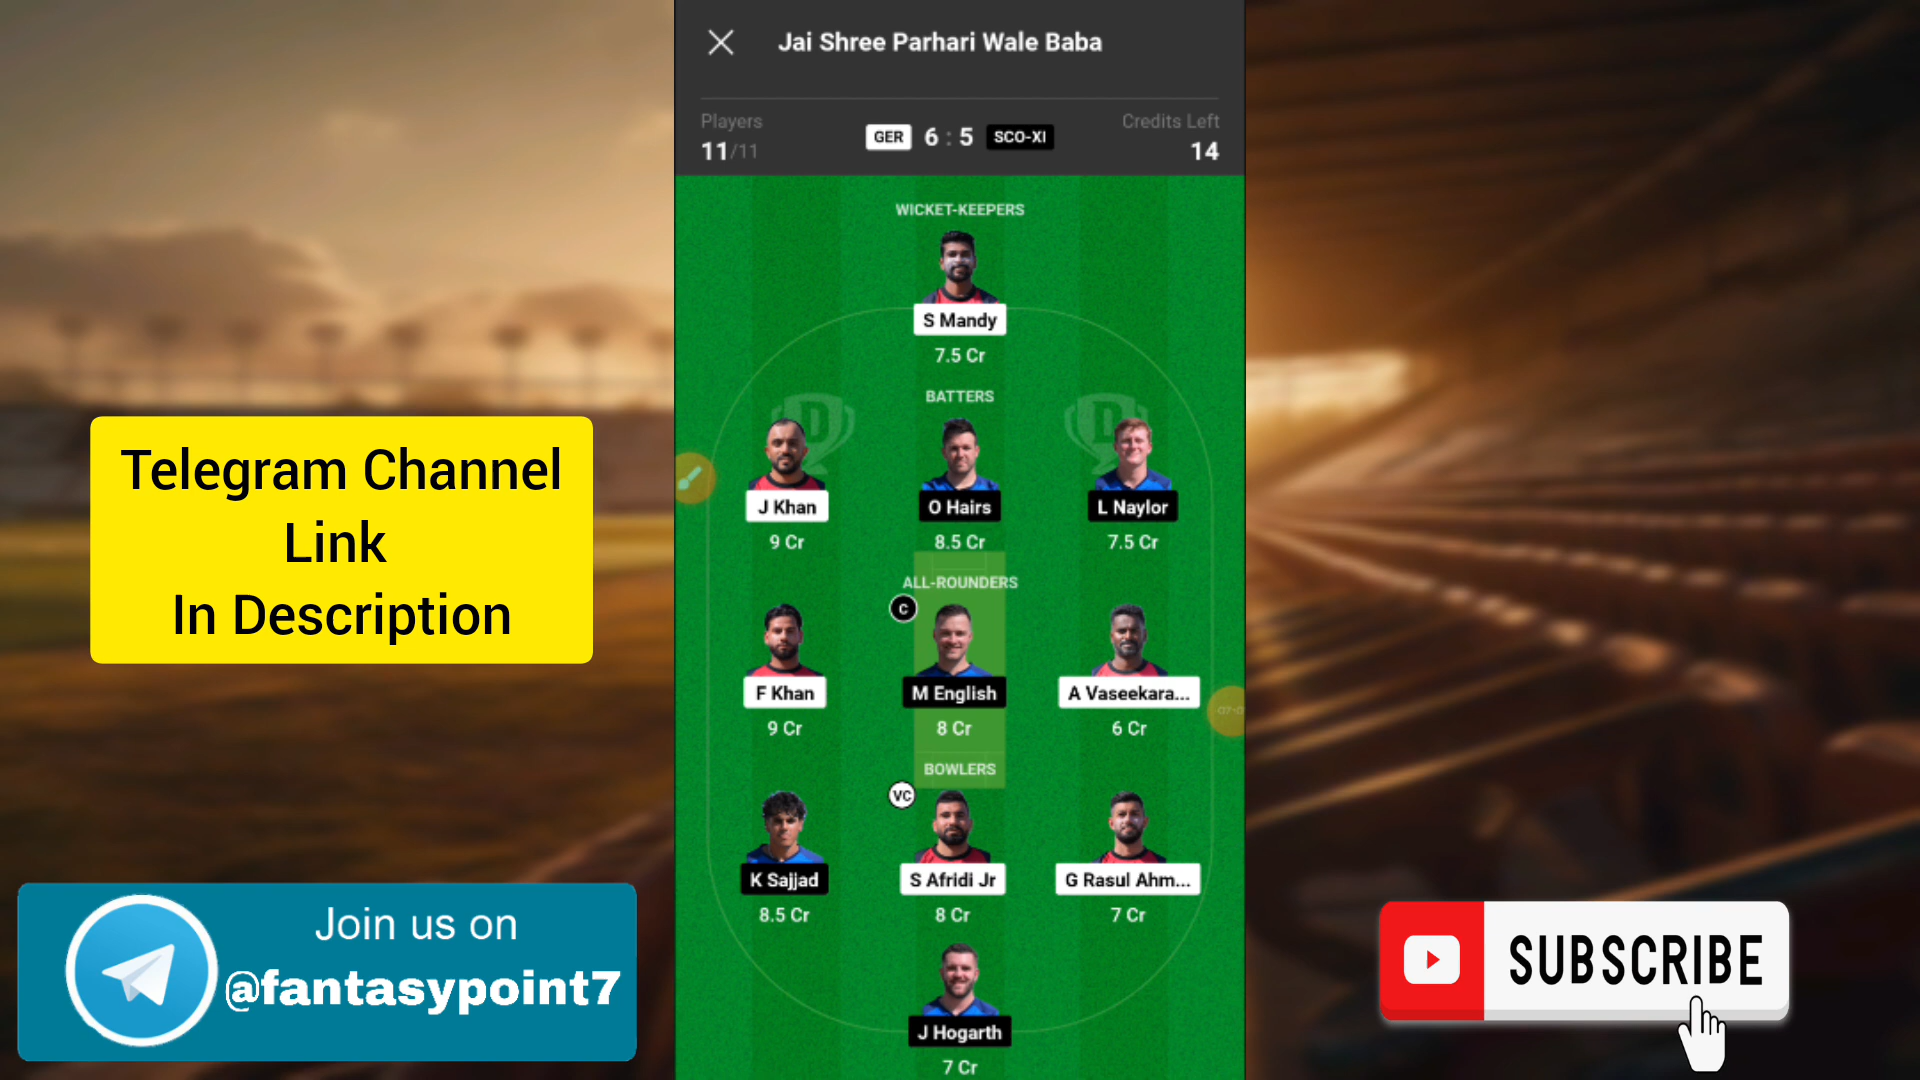 Jai Shree Parhari Wale Baba
Players
11/11
GER 6 : 5 SCO-XI
Credits Left
14
WICKET-KEEPERS
S Mandy
7.5 Cr
BATTERS
J Khan
9 Cr
O Hairs
8.5 Cr
L Naylor
7.5 Cr
ALL-ROUNDERS
F Khan
9 Cr
C
M English
8 Cr
A Vaseekara...
6 Cr
BOWLERS
K Sajjad
8.5 Cr
VC
S Afridi Jr
8 Cr
G Rasul Ahm...
7 Cr
J Hogarth
7 Cr
Telegram Channel
Link
In Description
Join us on
@fantasypoint7
SUBSCRIBE